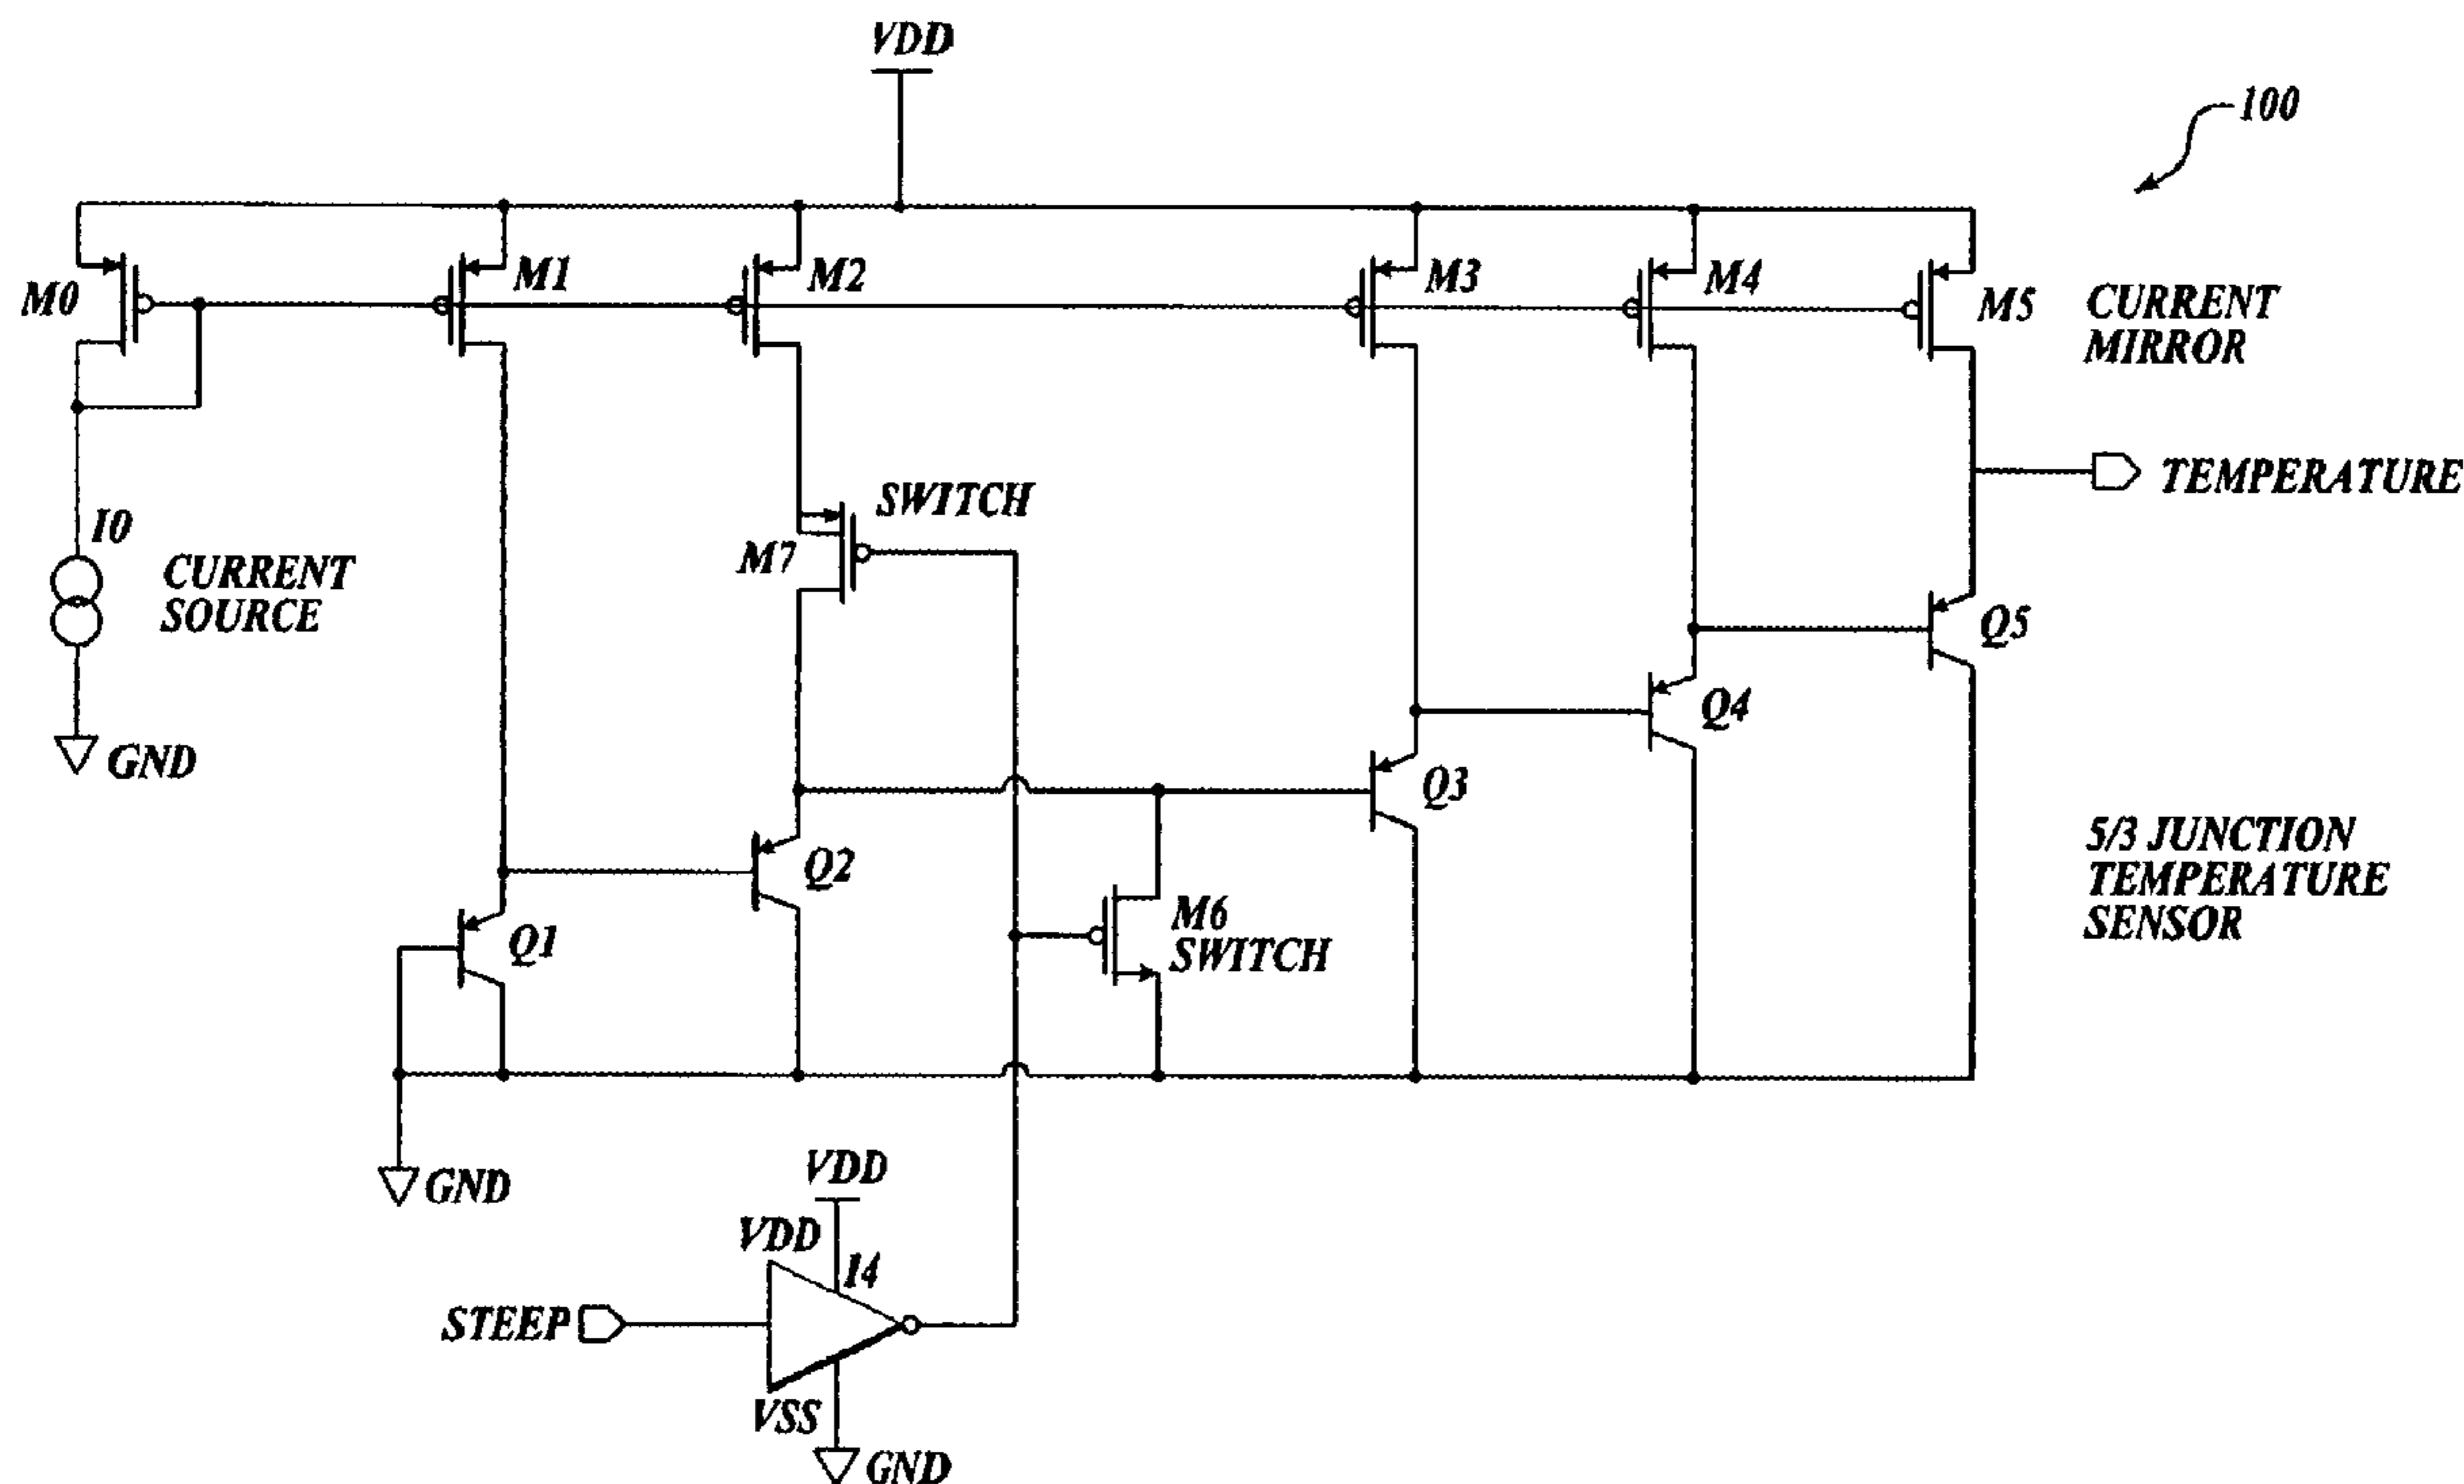 VDD
100
M0
M1
M2
M3
M4
M5
CURRENT
MIRROR
TEMPERATURE
SWITCH
M7
I0
CURRENT
SOURCE
GND
Q5
Q4
Q3
Q2
Q1
M6
SWITCH
5/3 JUNCTION
TEMPERATURE
SENSOR
GND
VDD
VDD
I4
STEEP
VSS
GND